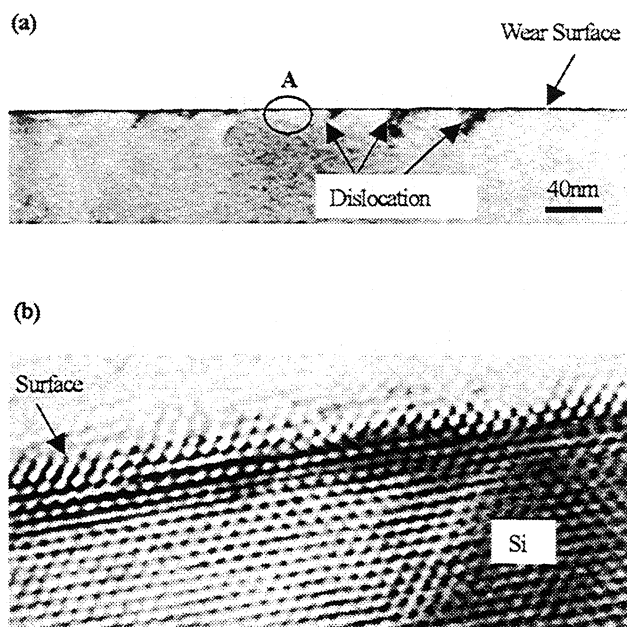 (a)
Wear Surface
A
Dislocation
40nm
(b)
Surface
Si